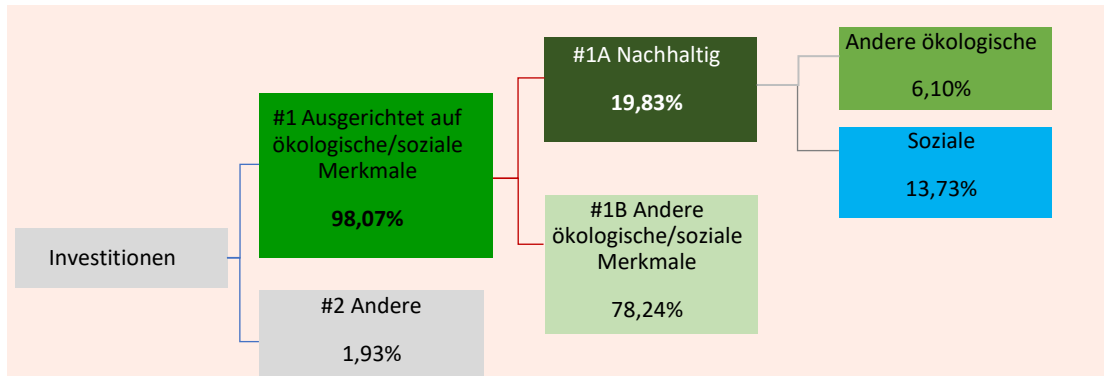 Investitionen
#1 Ausgerichtet auf
ökologische/soziale
Merkmale
98,07%
#2 Andere
1,93%
#1A Nachhaltig
19,83%
#1B Andere
ökologische/soziale
Merkmale
78,24%
Andere ökologische
6,10%
Soziale
13,73%